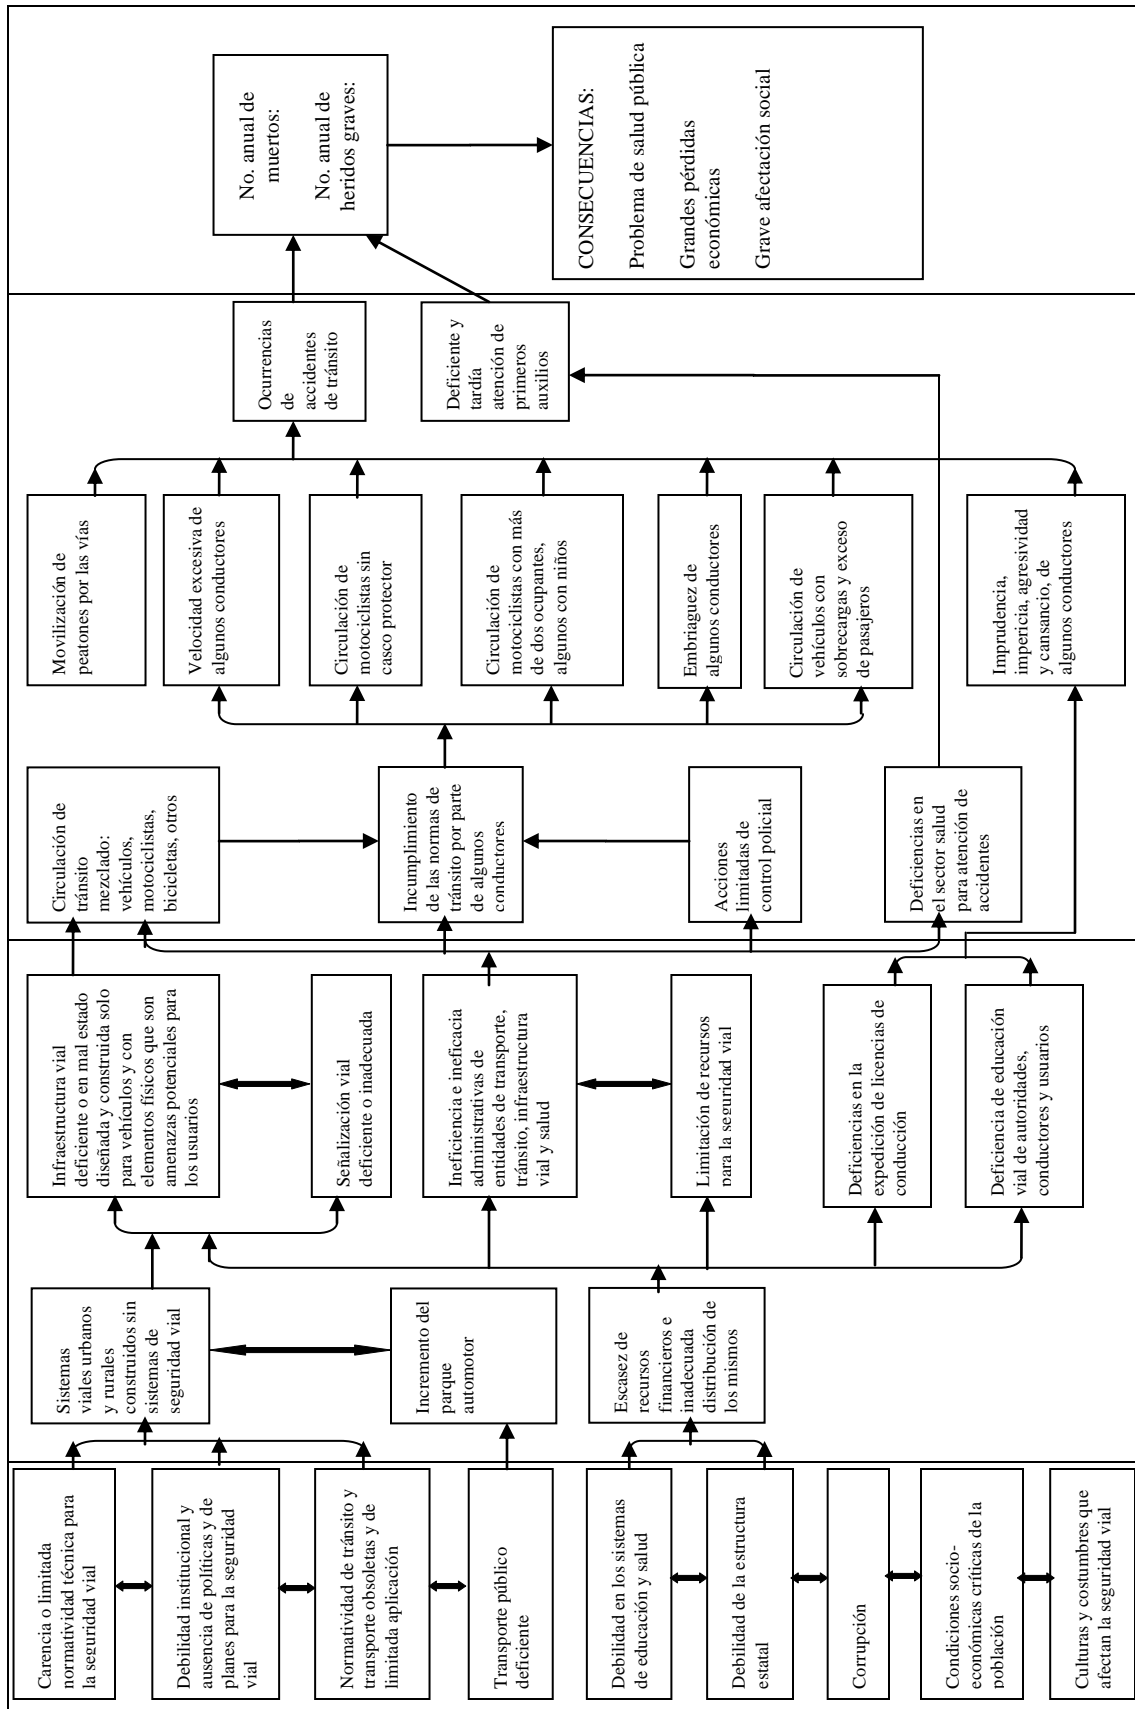 Carencia o limitada
normatividad técnica para
la seguridad vial
Debilidad institucional y
ausencia de políticas y de
planes para la seguridad
vial
Normatividad de tránsito y
transporte obsoletas y de
limitada aplicación
Transporte público
deficiente
Debilidad en los sistemas
de educación y salud
Debilidad de la estructura
estatal
Corrupción
Condiciones socio-
económicas críticas de la
población
Culturas y costumbres que
afectan la seguridad vial
Sistemas
viales urbanos
y rurales
construidos sin
sistemas de
seguridad vial
Incremento del
parque
automotor
Escasez de
recursos
financieros e
inadecuada
distribución de
los mismos
Infraestructura vial
deficiente o en mal estado
diseñada y construida solo
para vehículos y con
elementos físicos que son
amenazas potenciales para
los usuarios
Señalización vial
deficiente o inadecuada
Ineficiencia e ineficacia
administrativas de
entidades de transporte,
tránsito, infraestructura
vial y salud
Limitación de recursos
para la seguridad vial
Deficiencias en la
expedición de licencias de
conducción
Deficiencia de educación
vial de autoridades,
conductores y usuarios
Circulación de
tránsito
mezclado:
vehículos,
motociclistas,
bicicletas, otros
Incumplimiento
de las normas de
tránsito por parte
de algunos
conductores
Acciones
limitadas de
control policial
Deficiencias en
el sector salud
para atención de
accidentes
Movilización de
peatones por las vías
Velocidad excesiva de
algunos conductores
Circulación de
motociclistas sin
casco protector
Circulación de
motociclistas con más
de dos ocupantes,
algunos con niños
Embriaguez de
algunos conductores
Circulación de
vehículos con
sobrecargas y exceso
de pasajeros
Imprudencia,
impericia, agresividad
y cansancio, de
algunos conductores
Ocurrencias
de
accidentes
de tránsito
Deficiente y
tardía
atención de
primeros
auxilios
No. anual de
muertos:
No. anual de
heridos graves:
CONSECUENCIAS:
Problema de salud pública
Grandes pérdidas
económicas
Grave afectación social